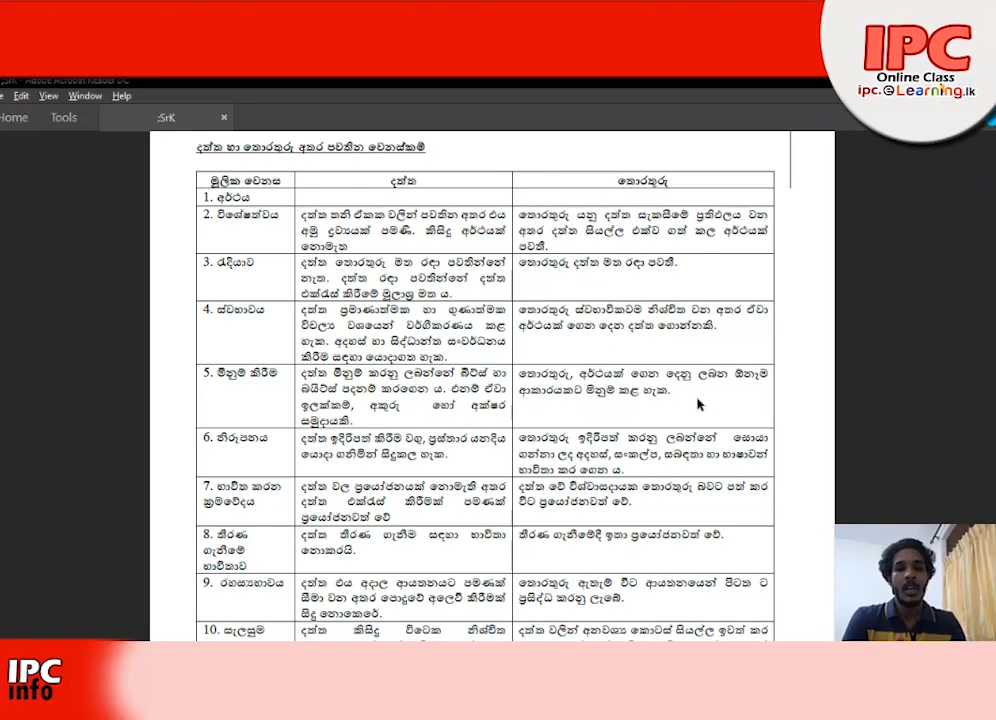 IPC
Online Class
ipc.eLearning.lk
;SrK - Adobe Acrobat Reader DC
e Edit View Window Help
Home Tools ;SrK ×
දත්ත හා තොරතුරු අතර පවතින වෙනස්කම්
මූලික වෙනස දත්ත තොරතුරු
1. අර්ථය
2. විශේෂත්වය දත්ත තනි ඒකක වලින් පවතින අතර එය තොරතුරු යනු දත්ත සැකසීමේ ප්‍රතිඵලය වන
අමු ද්‍රව්‍යයක් පමණි. කිසිදු අර්ථයක් අතර දත්ත සියල්ල එක්ව ගත් කල අර්ථයක්
නොමැත පවතී.
3. රැදියාව දත්ත තොරතුරු මත රඳා පවතින්නේ තොරතුරු දත්ත මත රඳා පවතී.
නැත. දත්ත රඳා පවතින්නේ දත්ත
එක්රැස් කිරීමේ මූලාශ්‍ර මත ය.
4. ස්වභාවය දත්ත ප්‍රමාණාත්මක හා ගුණාත්මක තොරතුරු ස්වභාවිකවම නිශ්චිත වන අතර ඒවා
විචල්‍ය වශයෙන් වර්ගීකරණය කළ අර්ථයක් ගෙන දෙන දත්ත ගොන්නකි.
හැක. අදහස් හා සිද්ධාන්ත සංවර්ධනය
කිරීම සඳහා යොදාගත හැක.
5. මිනුම් කිරීම දත්ත මිනුම් කරනු ලබන්නේ බිට්ස් හා තොරතුරු, අර්ථයක් ගෙන දෙනු ලබන ඕනෑම
බයිට්ස් පදනම් කරගෙන ය. එනම් ඒවා ආකාරයකට මිනුම් කළ හැක.
ඉලක්කම්, අකුරු හෝ අක්ෂර
සමුදායකි.
6. නිරූපනය දත්ත ඉදිරිපත් කිරීම වගු, ප්‍රස්තාර යනදිය තොරතුරු ඉදිරිපත් කරනු ලබන්නේ සොයා
යොදා ගනිමින් සිදුකල හැක. ගන්නා ලද අදහස්, සංකල්ප, සබඳතා හා භාෂාවන්
භාවිතා කර ගෙන ය.
7. භාවිත කරන දත්ත වල ප්‍රයෝජනයක් නොමැති අතර දත්ත වේ විශ්වාසදායක තොරතුරු බවට පත් කර
ක්‍රමවේදය දත්ත එක්රැස් කිරීමක් පමණක් විට ප්‍රයෝජනවත් වේ.
ප්‍රයෝජනවත් වේ
8. තීරණ දත්ත තීරණ ගැනීම සඳහා භාවිතා තීරණ ගැනීමේදී ඉතා ප්‍රයෝජනවත් වේ.
ගැනීමේ නොකරයි.
භාවිතාව
9. රහස්‍යභාවය දත්ත එය අදාල ආයතනයට පමණක් තොරතුරු ඇතැම් විට ආයතනයෙන් පිටත ට
සීමා වන අතර පොදුවේ අලෙවි කිරීමක් ප්‍රසිද්ධ කරනු ලැබේ.
සිදු නොකෙරේ.
10. සැලසුම දත්ත කිසිදු විටෙක නිශ්චිත දත්ත වලින් අනවශ්‍ය කොටස් සියල්ල ඉවත් කර
IPC
info